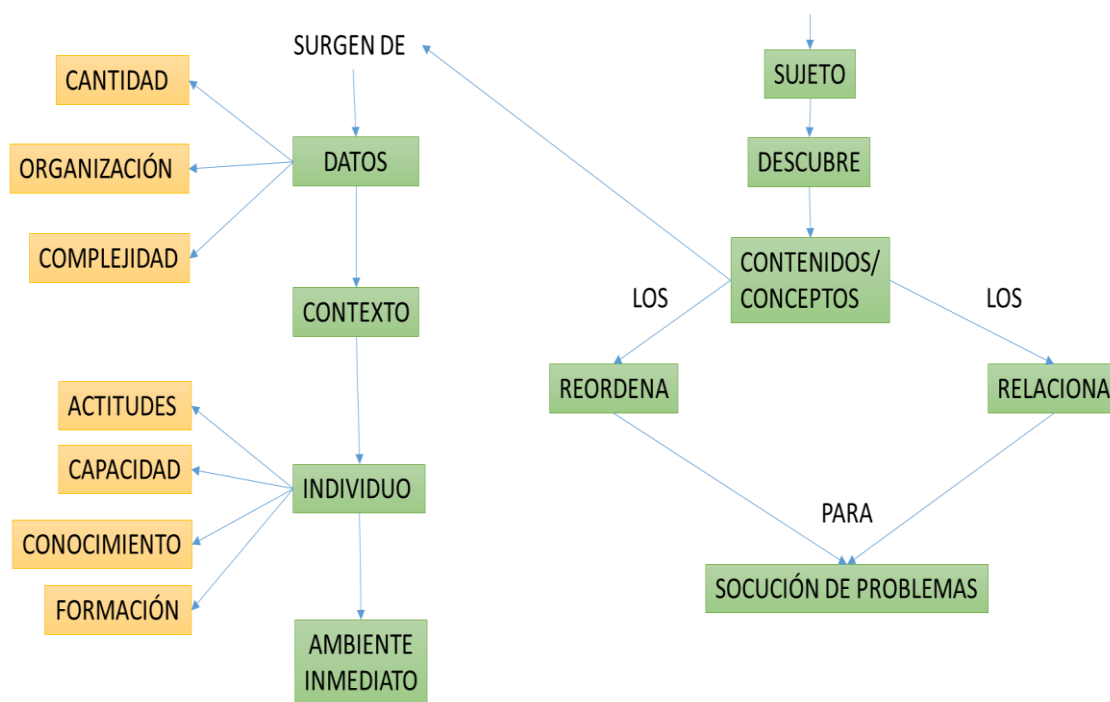 SURGEN DE
CANTIDAD
ORGANIZACIÓN
COMPLEJIDAD
DATOS
CONTEXTO
ACTITUDES
CAPACIDAD
CONOCIMIENTO
FORMACIÓN
INDIVIDUO
AMBIENTE
INMEDIATO
SUJETO
DESCUBRE
CONTENIDOS/
CONCEPTOS
LOS
LOS
REORDENA
RELACIONA
PARA
SOCUCIÓN DE PROBLEMAS